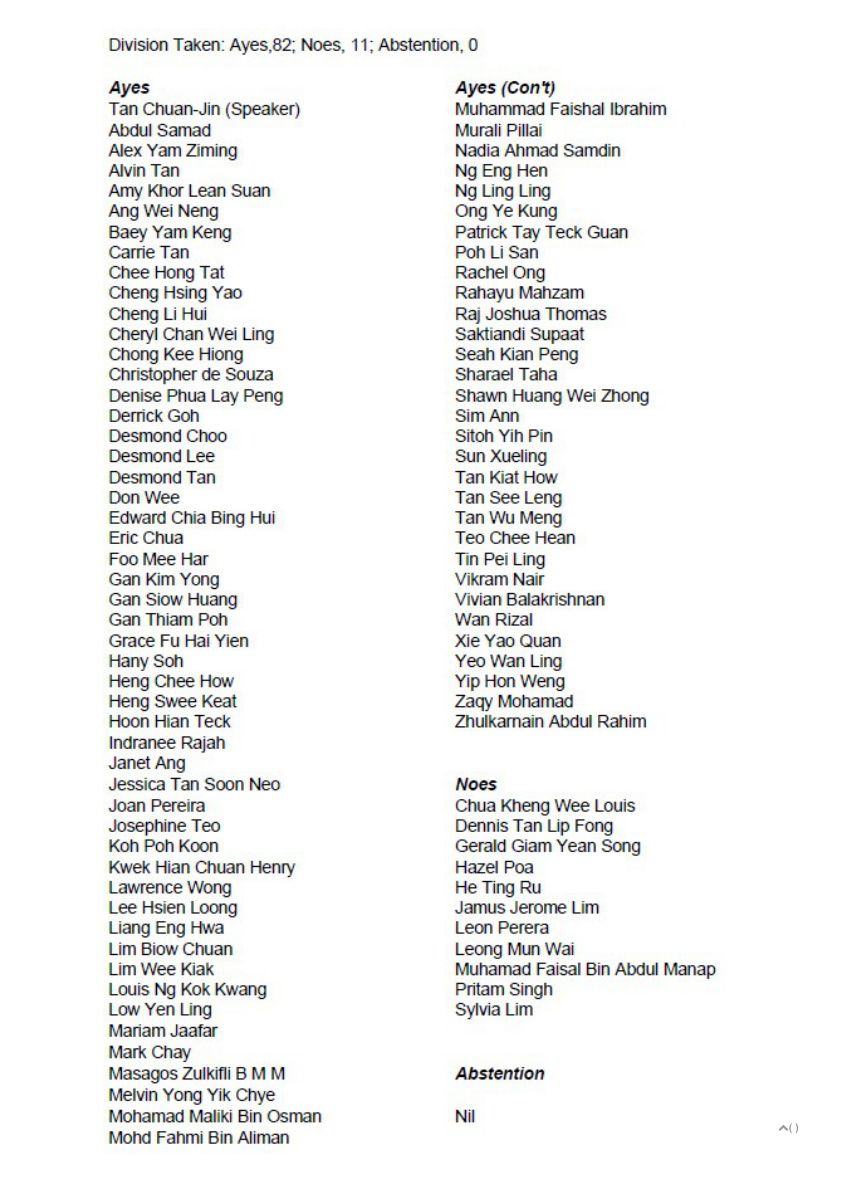 Division Taken: Ayes,82; Noes, 11; Abstention, 0
Ayes
Tan Chuan-Jin (Speaker)
Abdul Samad
Alex Yam Ziming
Alvin Tan
Amy Khor Lean Suan
Ang Wei Neng
Baey Yam Keng
Carrie Tan
Chee Hong Tat
Cheng Hsing Yao
Cheng Li Hui
Cheryl Chan Wei Ling
Chong Kee Hiong
Christopher de Souza
Denise Phua Lay Peng
Derrick Goh
Desmond Choo
Desmond Lee
Desmond Tan
Don Wee
Edward Chia Bing Hui
Eric Chua
Foo Mee Har
Gan Kim Yong
Gan Siow Huang
Gan Thiam Poh
Grace Fu Hai Yien
Hany Soh
Heng Chee How
Heng Swee Keat
Hoon Hian Teck
Indranee Rajah
Janet Ang
Jessica Tan Soon Neo
Joan Pereira
Josephine Teo
Koh Poh Koon
Kwek Hian Chuan Henry
Lawrence Wong
Lee Hsien Loong
Liang Eng Hwa
Lim Biow Chuan
Lim Wee Kiak
Louis Ng Kok Kwang
Low Yen Ling
Mariam Jaafar
Mark Chay
Masagos Zulkifli B M M
Melvin Yong Yik Chye
Mohamad Maliki Bin Osman
Mohd Fahmi Bin Aliman
Ayes (Con't)
Muhammad Faishal Ibrahim
Murali Pillai
Nadia Ahmad Samdin
Ng Eng Hen
Ng Ling Ling
Ong Ye Kung
Patrick Tay Teck Guan
Poh Li San
Rachel Ong
Rahayu Mahzam
Raj Joshua Thomas
Saktiandi Supaat
Seah Kian Peng
Sharael Taha
Shawn Huang Wei Zhong
Sim Ann
Sitoh Yih Pin
Sun Xueling
Tan Kiat How
Tan See Leng
Tan Wu Meng
Teo Chee Hean
Tin Pei Ling
Vikram Nair
Vivian Balakrishnan
Wan Rizal
Xie Yao Quan
Yeo Wan Ling
Yip Hon Weng
Zaqy Mohamad
Zhulkarnain Abdul Rahim
Noes
Chua Kheng Wee Louis
Dennis Tan Lip Fong
Gerald Giam Yean Song
Hazel Poa
He Ting Ru
Jamus Jerome Lim
Leon Perera
Leong Mun Wai
Muhamad Faisal Bin Abdul Manap
Pritam Singh
Sylvia Lim
Abstention
Nil
^( )